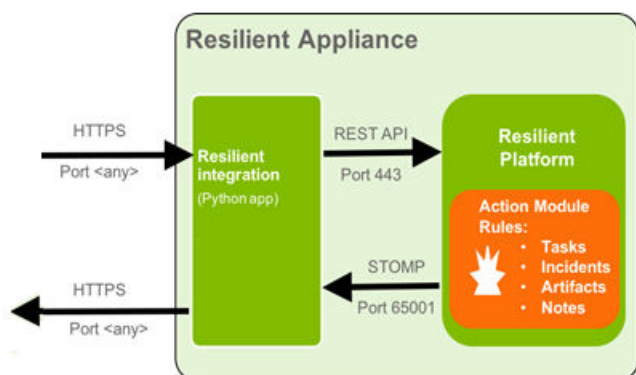 Resilient Appliance
HTTPS
Port <any>
Resilient
integration
(Python app)
REST API
Port 443
Resilient
Platform
Action Module
Rules:
• Tasks
• Incidents
• Artifacts
• Notes
STOMP
Port 65001
HTTPS
Port <any>